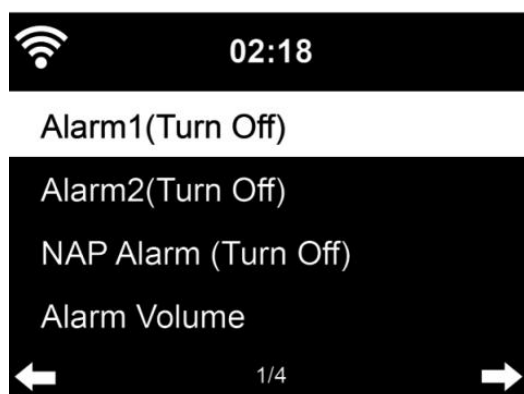 02:18
Alarm1(Turn Off)
Alarm2(Turn Off)
NAP Alarm (Turn Off)
Alarm Volume
1/4